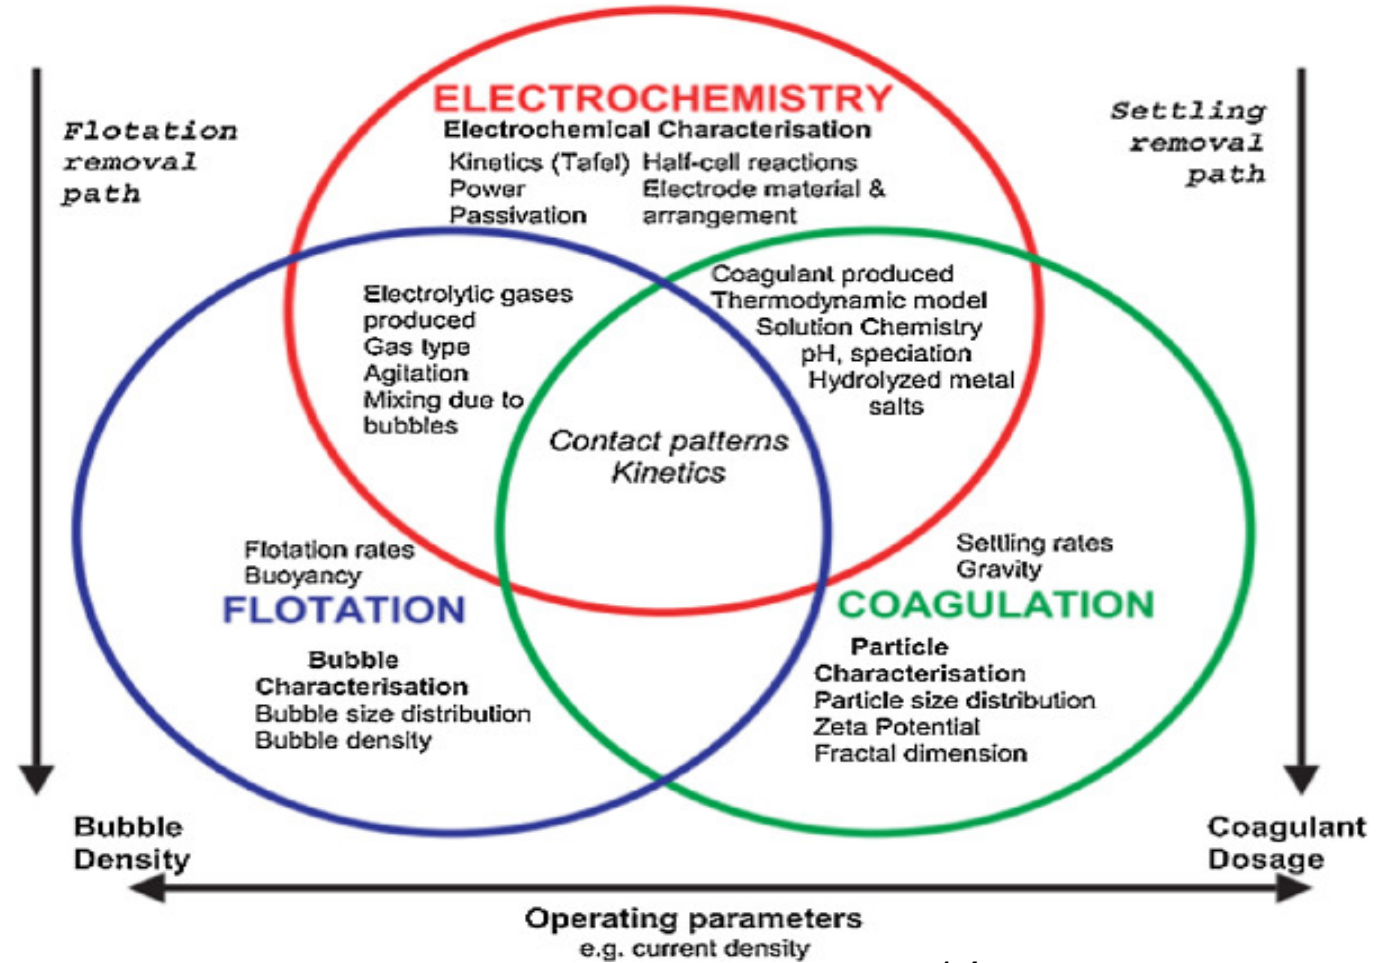 ELECTROCHEMISTRY
Electrochemical Characterisation
Kinetics (Tafel) Half-cell reactions
Power Electrode material &
Passivation arrangement
Flotation
removal
path
Settling
removal
path
Electrolytic gases
produced
Gas type
Agitation
Mixing due to
bubbles
Coagulant produced
Thermodynamic model
Solution Chemistry
pH, speciation
Hydrolyzed metal
salts
Contact patterns
Kinetics
Flotation rates
Buoyancy
FLOTATION
Bubble
Characterisation
Bubble size distribution
Bubble density
Settling rates
Gravity
COAGULATION
Particle
Characterisation
Particle size distribution
Zeta Potential
Fractal dimension
Bubble
Density
Coagulant
Dosage
Operating parameters
e.g. current density